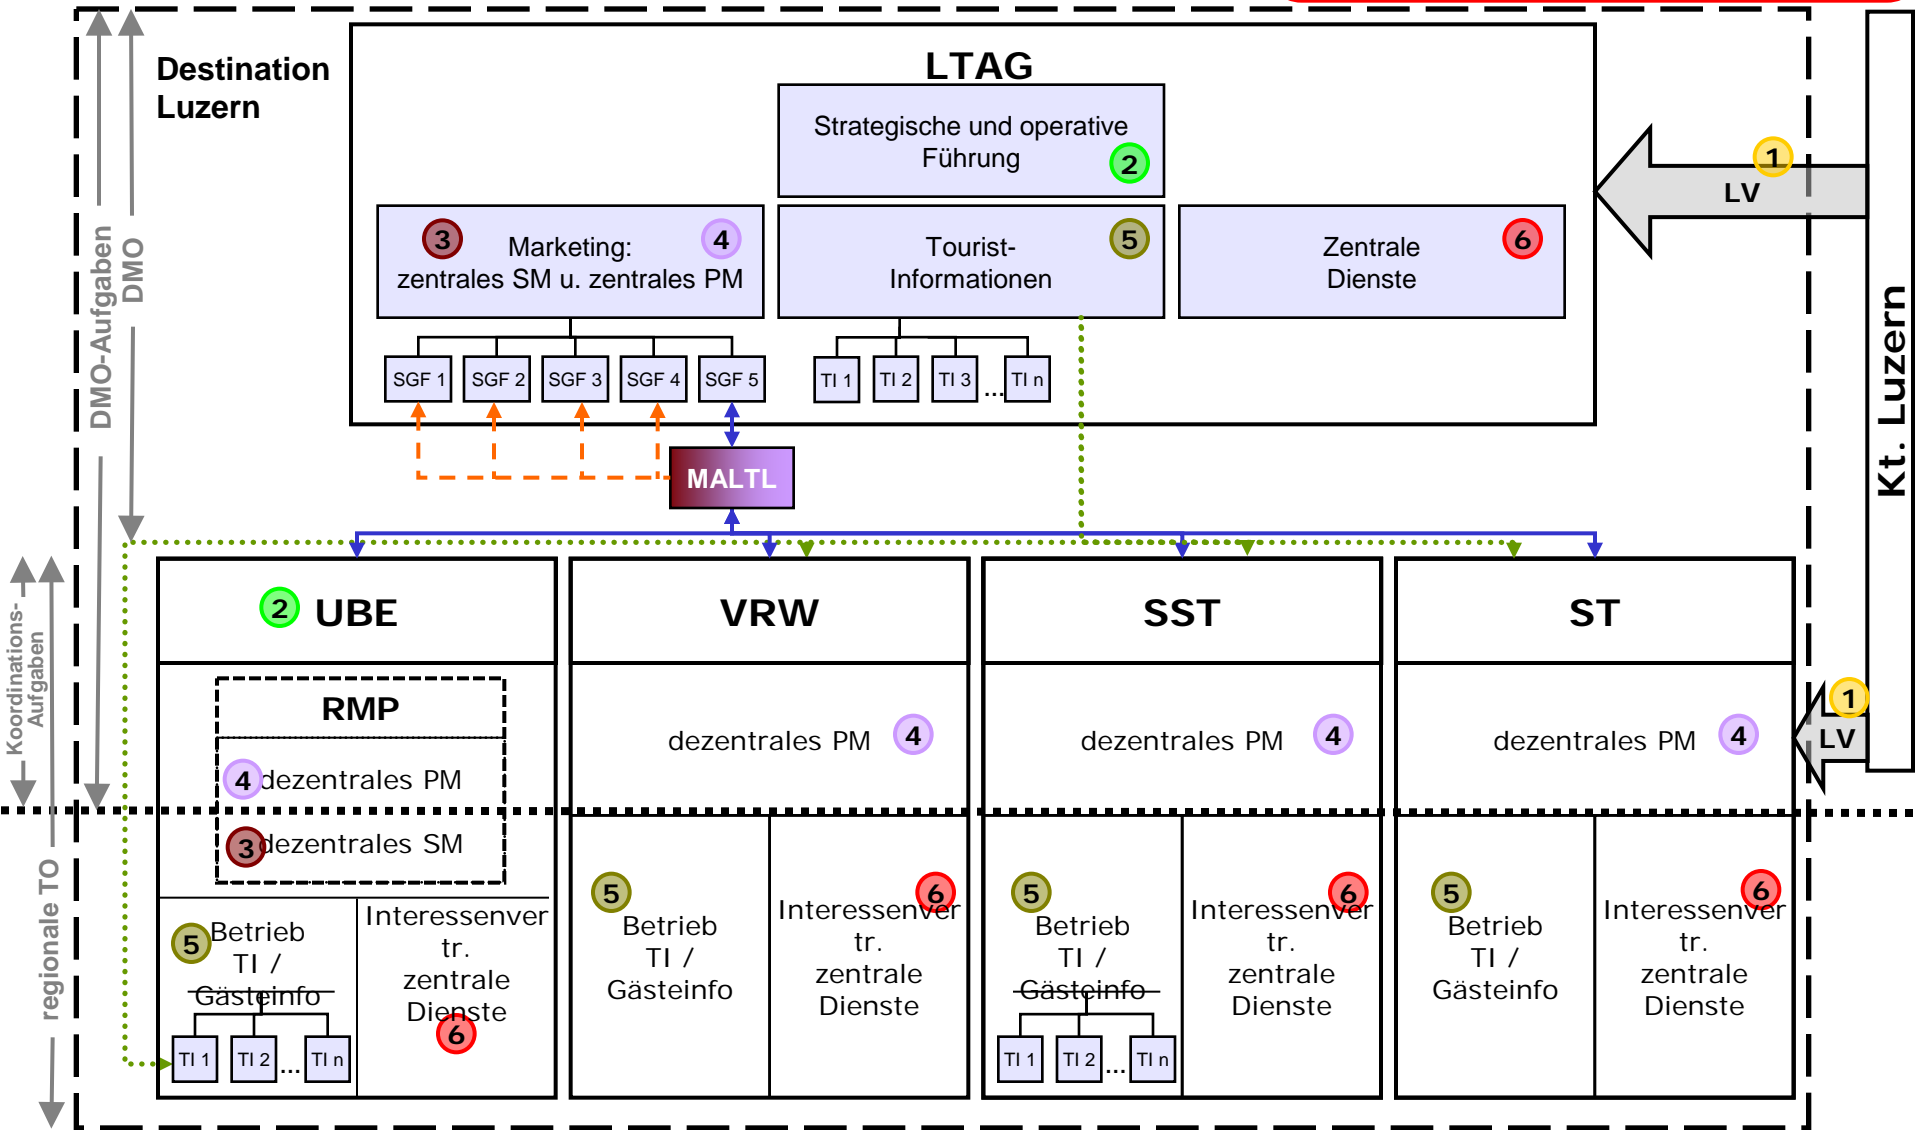 Destination
Luzern
LTAG
Strategische und operative
Führung
2
1
LV
3
Marketing:
zentrales SM u. zentrales PM
4
Tourist-
Informationen
5
Zentrale
Dienste
6
SGF 1
SGF 2
SGF 3
SGF 4
SGF 5
TI 1
TI 2
TI 3
...
TI n
MALTL
Kt. Luzern
DMO-Aufgaben
DMO
Koordinations-
Aufgaben
regionale TO
2
UBE
VRW
SST
ST
RMP
4
dezentrales PM
3
dezentrales SM
dezentrales PM
4
dezentrales PM
4
dezentrales PM
4
1
LV
5
Betrieb
TI /
Gästeinfo
TI 1
TI 2
...
TI n
Interessenver
tr.
zentrale
Dienste
6
5
Betrieb
TI /
Gästeinfo
6
Interessenver
tr.
zentrale
Dienste
5
Betrieb
TI /
Gästeinfo
TI 1
TI 2
...
TI n
6
Interessenver
tr.
zentrale
Dienste
5
Betrieb
TI /
Gästeinfo
6
Interessenver
tr.
zentrale
Dienste